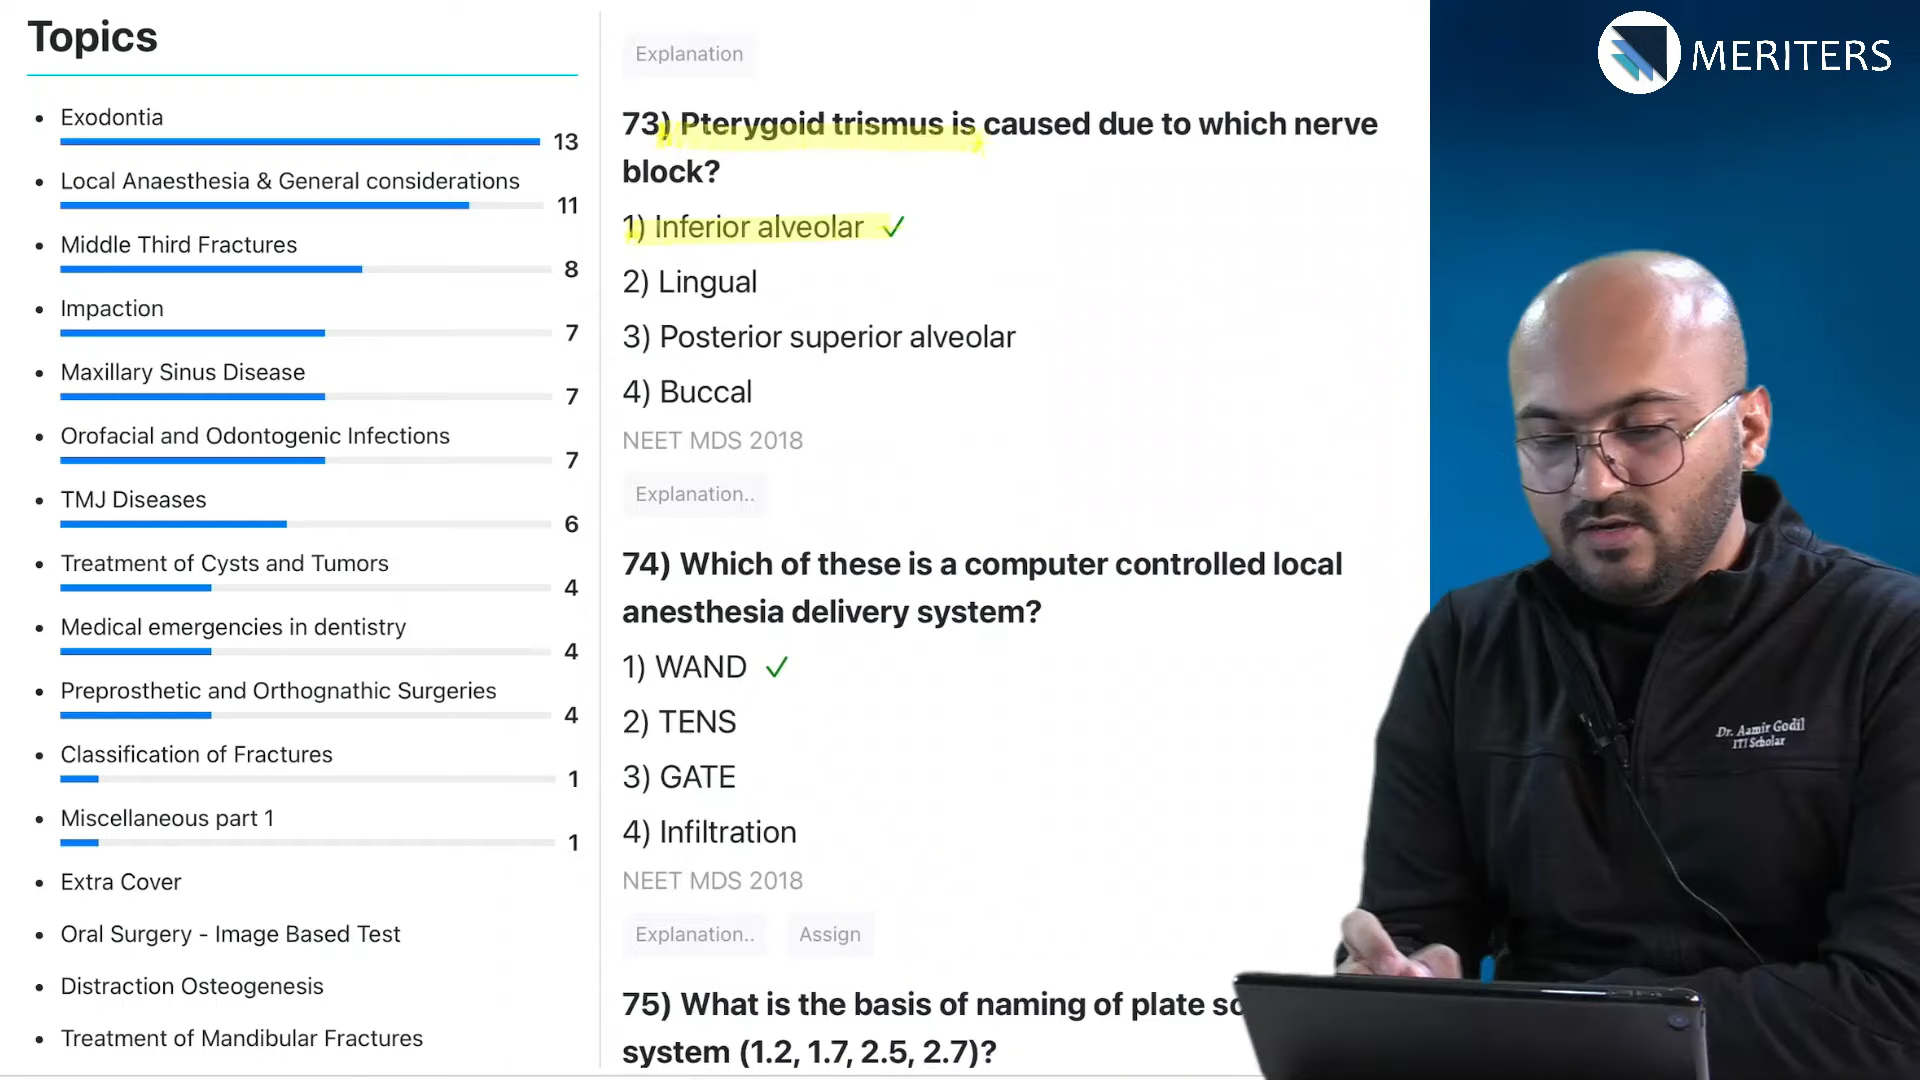 Topics
Exodontia
13
Local Anaesthesia & General considerations
11
Middle Third Fractures
8
Impaction
7
Maxillary Sinus Disease
7
Orofacial and Odontogenic Infections
7
TMJ Diseases
6
Treatment of Cysts and Tumors
4
Medical emergencies in dentistry
4
Preprosthetic and Orthognathic Surgeries
4
Classification of Fractures
1
Miscellaneous part 1
1
Extra Cover
Oral Surgery - Image Based Test
Distraction Osteogenesis
Treatment of Mandibular Fractures
Explanation
73) Pterygoid trismus is caused due to which nerve
block?
1) Inferior alveolar ✓
2) Lingual
3) Posterior superior alveolar
4) Buccal
NEET MDS 2018
Explanation..
74) Which of these is a computer controlled local
anesthesia delivery system?
1) WAND ✓
2) TENS
3) GATE
4) Infiltration
NEET MDS 2018
Explanation.. Assign
75) What is the basis of naming of plate
system (1.2, 1.7, 2.5, 2.7)?
MERITERS
Dr. Aamir Godil
ITI Scholar